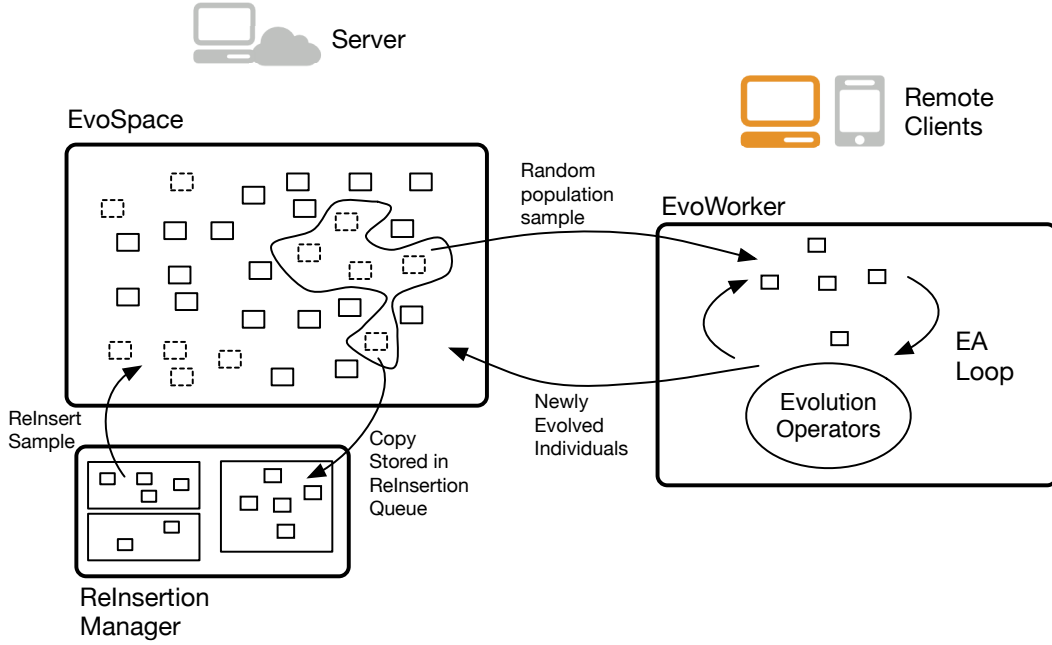 Server
Remote
Clients
EvoSpace
Random
population
sample
EvoWorker
EA
Loop
Evolution
Operators
Newly
Evolved
Individuals
ReInsert
Sample
Copy
Stored in
ReInsertion
Queue
ReInsertion
Manager